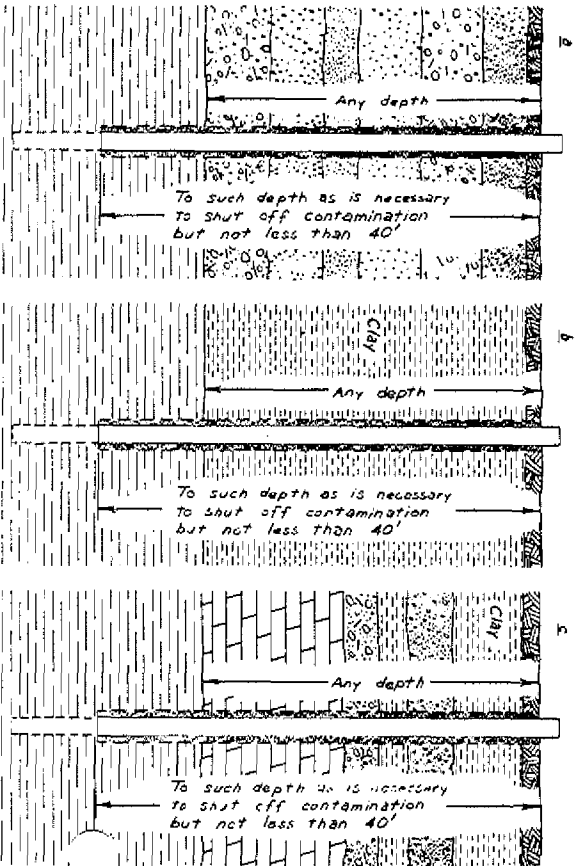 a
Any depth
To such depth as is necessary
to shut off contamination
but not less than 40'
b
Clay
Any depth
To such depth as is necessary
to shut off contamination
but not less than 40'
c
Clay
Any depth
To such depth as is necessary
to shut off contamination
but not less than 40'